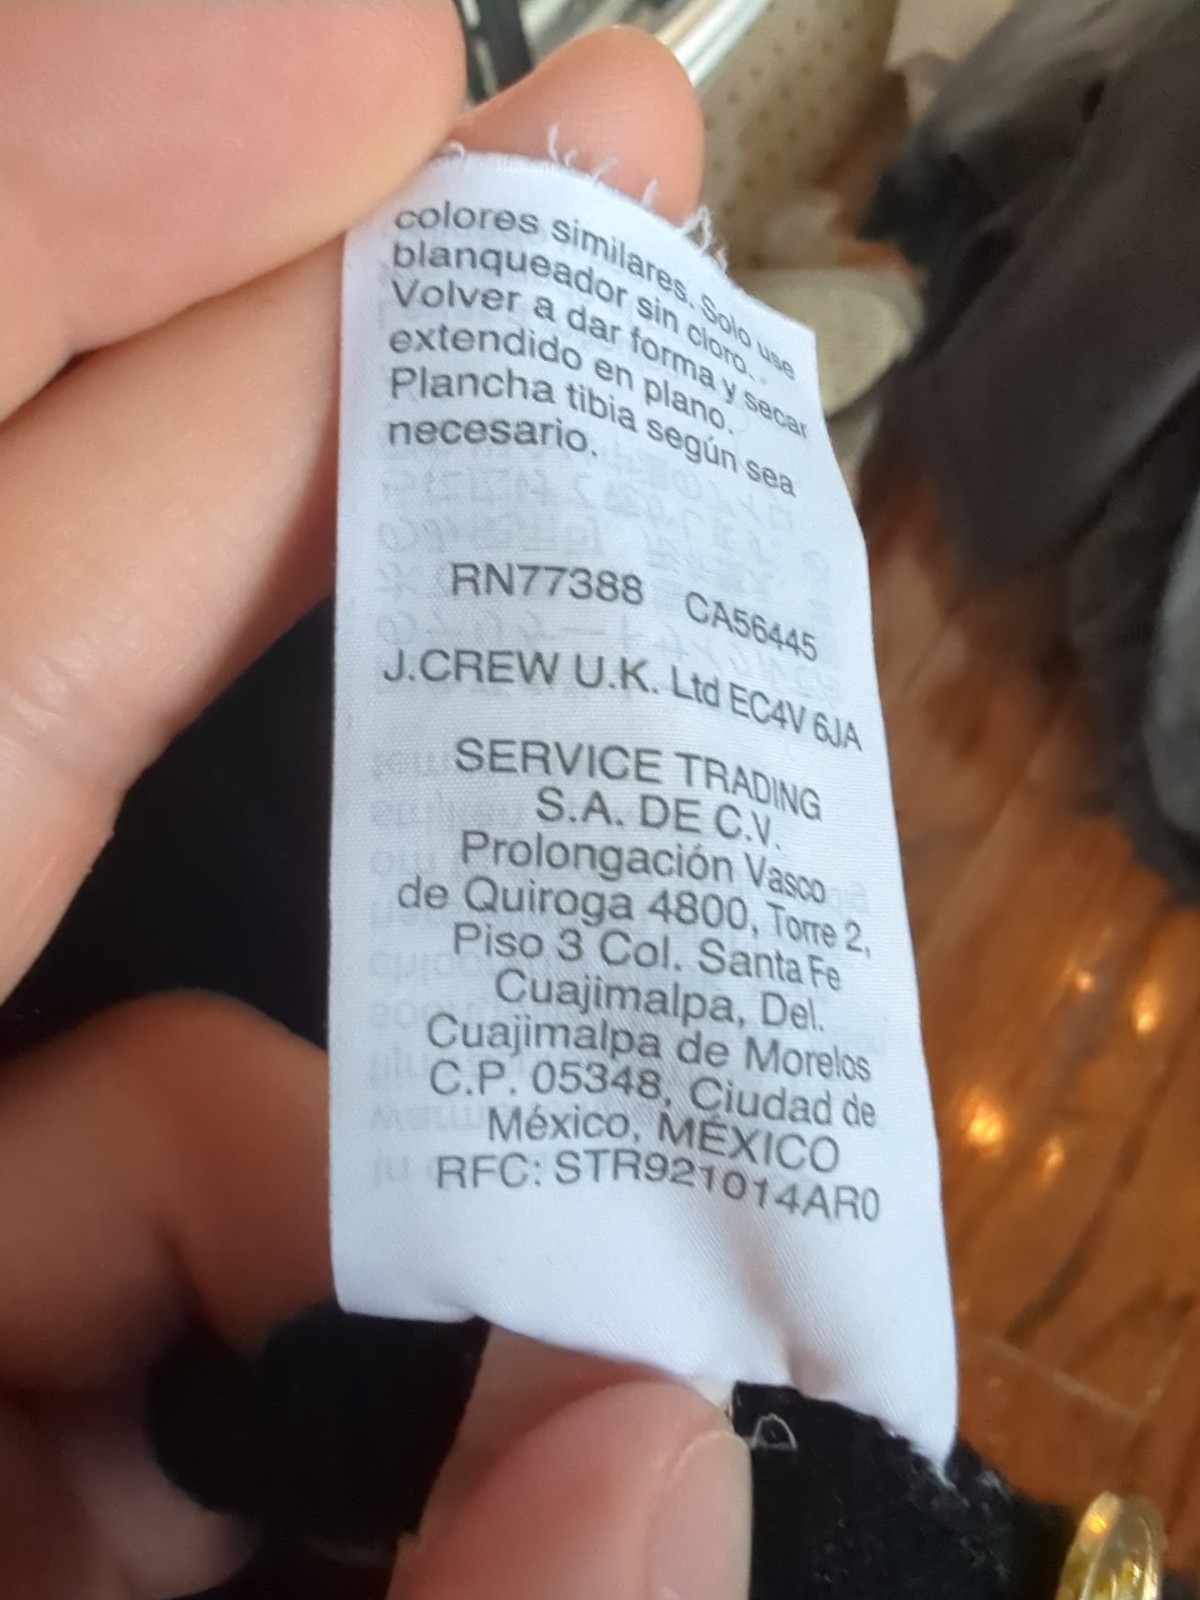 colores similares. Solo use
blanqueador sin cloro..
Volver a dar forma y secar
extendido en plano.
Plancha tibia según sea
necesario.
RN77388 CA56445
J.CREW U.K. Ltd EC4V 6JA
SERVICE TRADING
S.A. DE C.V.
Prolongación Vasco
de Quiroga 4800, Torre 2,
Piso 3 Col. Santa Fe
Cuajimalpa, Del.
Cuajimalpa de Morelos
C.P. 05348, Ciudad de
México, MÉXICO
RFC: STR921014AR0